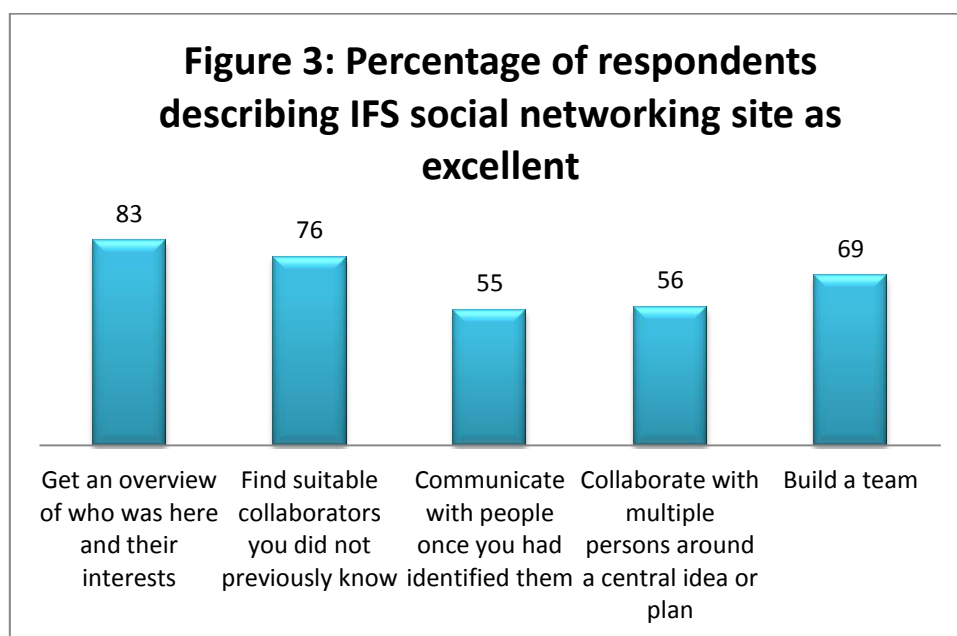 Figure 3: Percentage of respondents
describing IFS social networking site as
excellent
83
76
55
56
69
Get an overview
of who was here
and their
interests
Find suitable
collaborators
you did not
previously know
Communicate
with people
once you had
identified them
Collaborate with
multiple
persons around
a central idea or
plan
Build a team